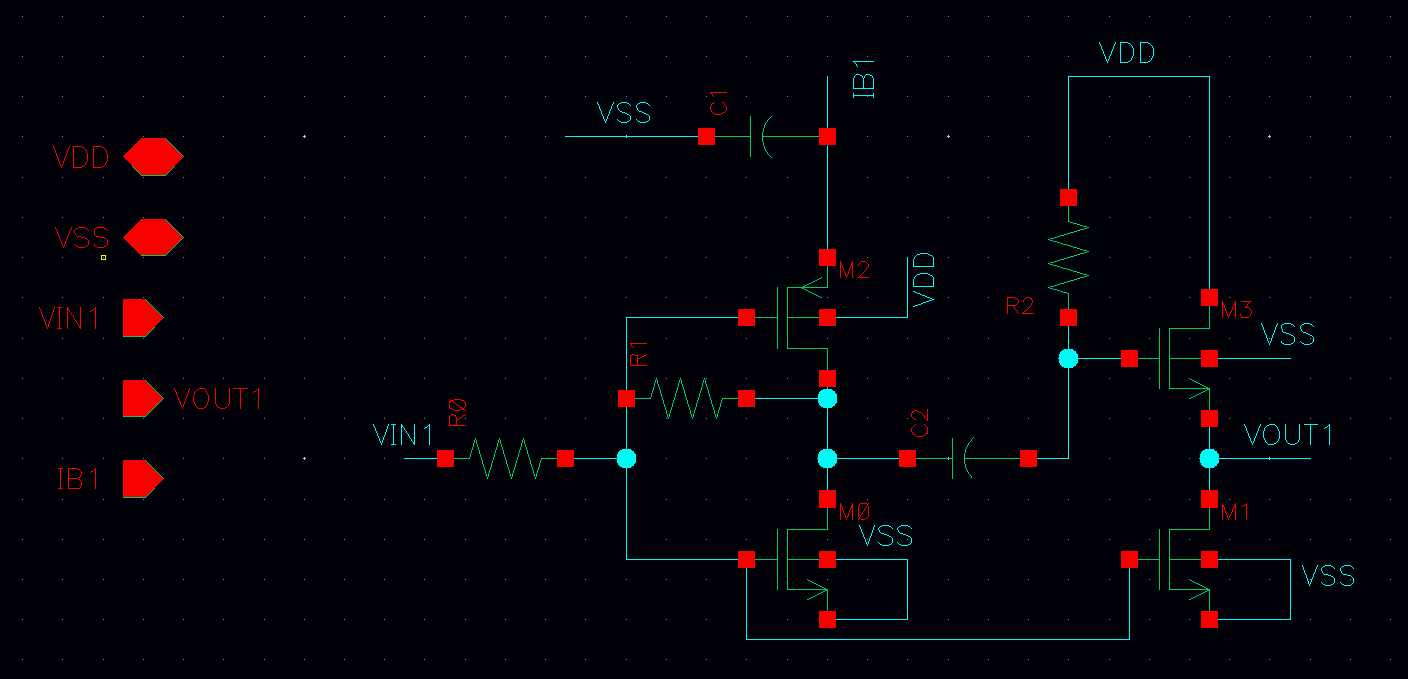 VDD
VSS
VIN1
VOUT1
IB1
VSS
C1
IB1
VDD
M2
VDD
R1
R2
M3
VSS
VIN1
R0
C2
VOUT1
M0
VSS
M1
VSS